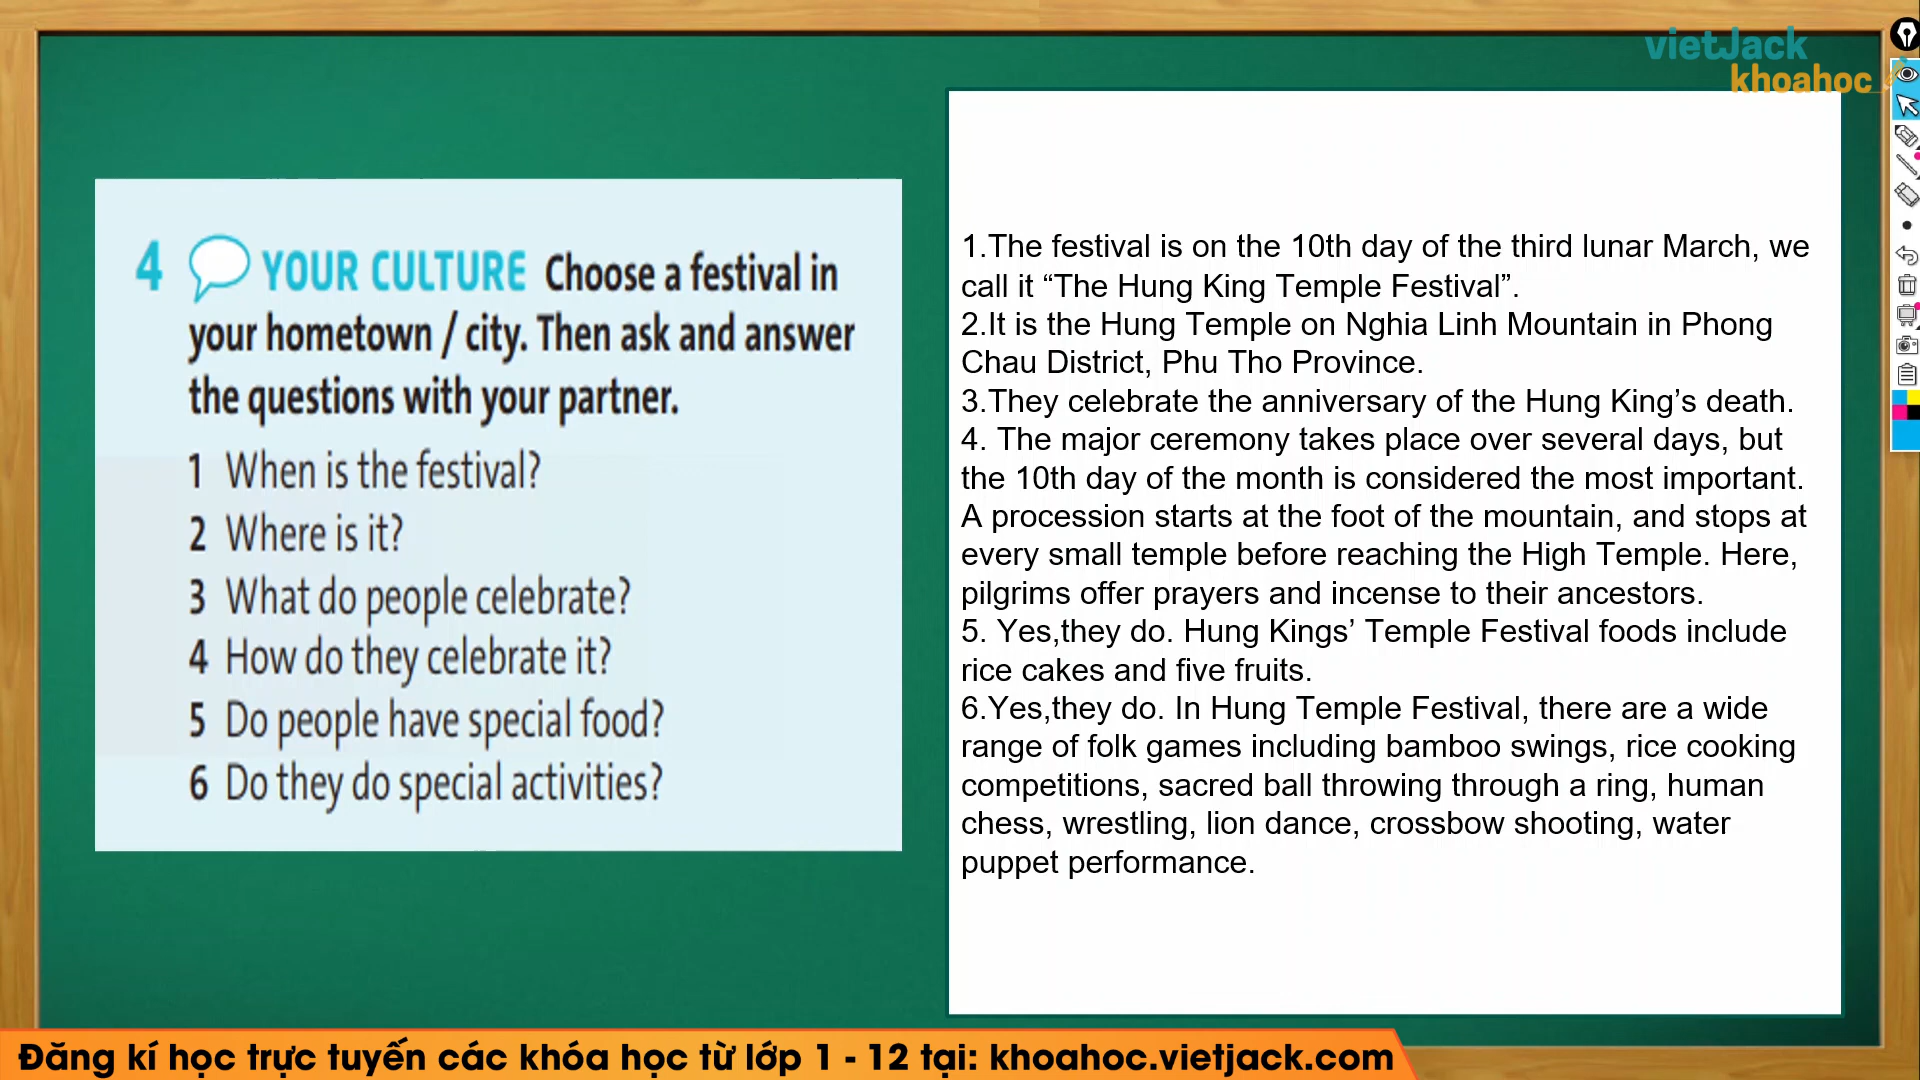 vietJack
khoahoc
4 YOUR CULTURE Choose a festival in
your hometown / city. Then ask and answer
the questions with your partner.
1 When is the festival?
2 Where is it?
3 What do people celebrate?
4 How do they celebrate it?
5 Do people have special food?
6 Do they do special activities?
1.The festival is on the 10th day of the third lunar March, we
call it “The Hung King Temple Festival”.
2.It is the Hung Temple on Nghia Linh Mountain in Phong
Chau District, Phu Tho Province.
3.They celebrate the anniversary of the Hung King’s death.
4. The major ceremony takes place over several days, but
the 10th day of the month is considered the most important.
A procession starts at the foot of the mountain, and stops at
every small temple before reaching the High Temple. Here,
pilgrims offer prayers and incense to their ancestors.
5. Yes,they do. Hung Kings’ Temple Festival foods include
rice cakes and five fruits.
6.Yes,they do. In Hung Temple Festival, there are a wide
range of folk games including bamboo swings, rice cooking
competitions, sacred ball throwing through a ring, human
chess, wrestling, lion dance, crossbow shooting, water
puppet performance.
Đăng kí học trực tuyến các khóa học từ lớp 1 - 12 tại: khoahoc.vietjack.com